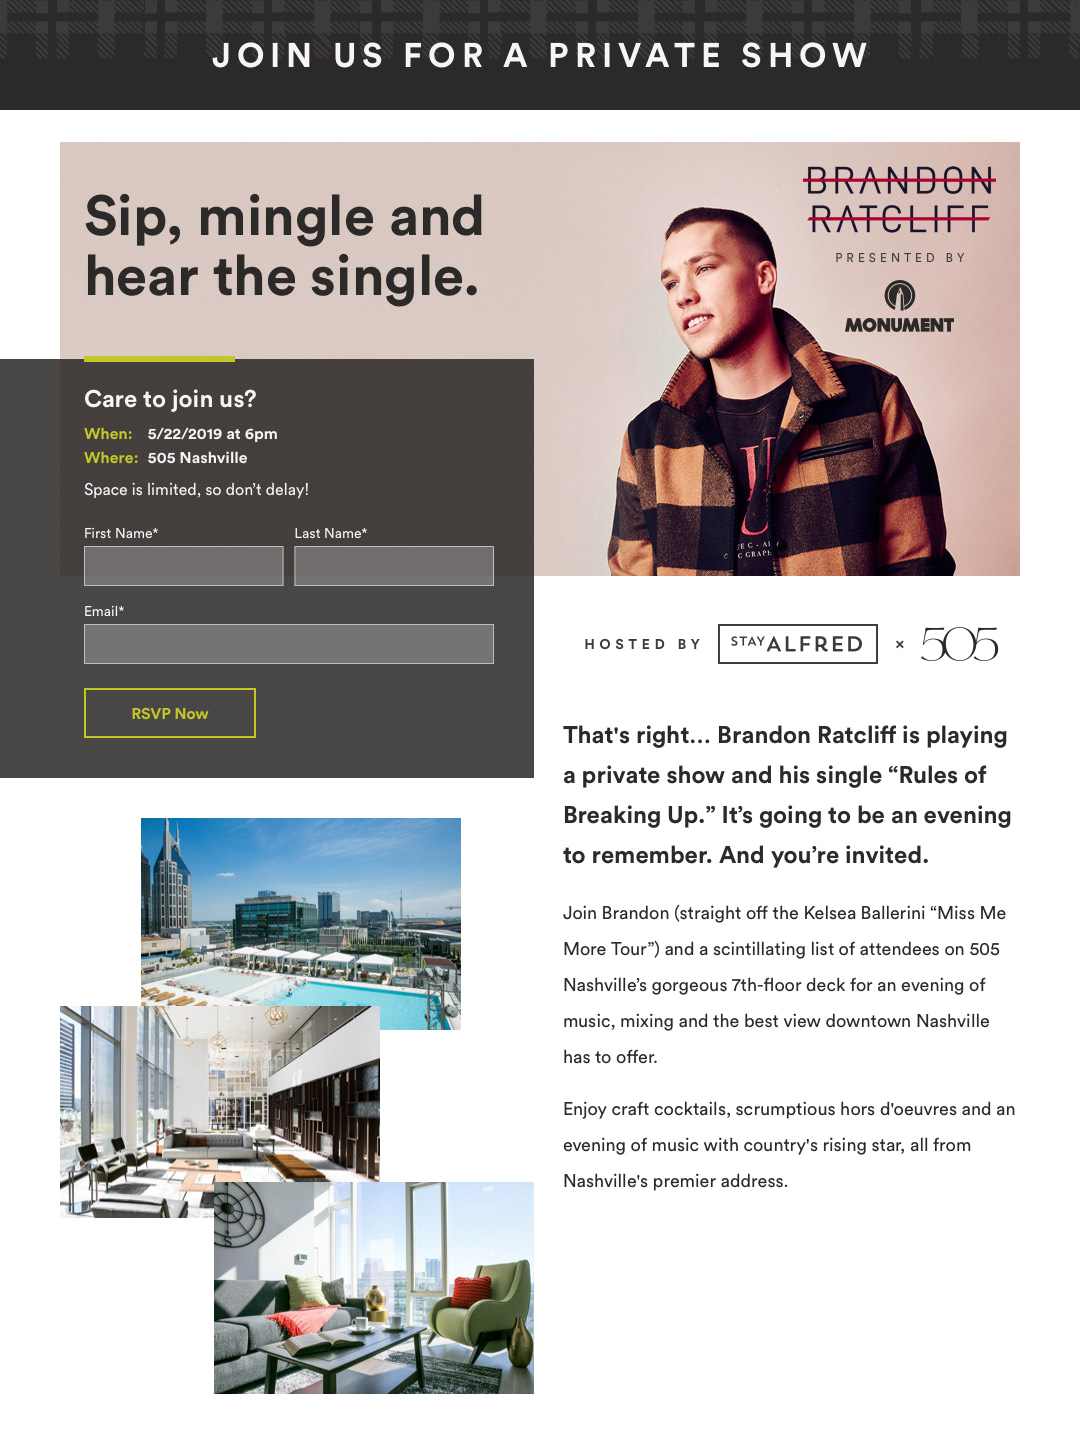 JOIN US FOR A PRIVATE SHOW
Sip, mingle and
hear the single.
BRANDON
RATCLIFF
PRESENTED BY
MONUMENT
Care to join us?
When: 5/22/2019 at 6pm
Where: 505 Nashville
Space is limited, so don’t delay!
First Name* Last Name*
Email*
RSVP Now
HOSTED BY STAY ALFRED × 505
That's right... Brandon Ratcliff is playing
a private show and his single “Rules of
Breaking Up.” It’s going to be an evening
to remember. And you’re invited.
Join Brandon (straight off the Kelsea Ballerini “Miss Me
More Tour”) and a scintillating list of attendees on 505
Nashville’s gorgeous 7th-floor deck for an evening of
music, mixing and the best view downtown Nashville
has to offer.
Enjoy craft cocktails, scrumptious hors d'oeuvres and an
evening of music with country's rising star, all from
Nashville's premier address.